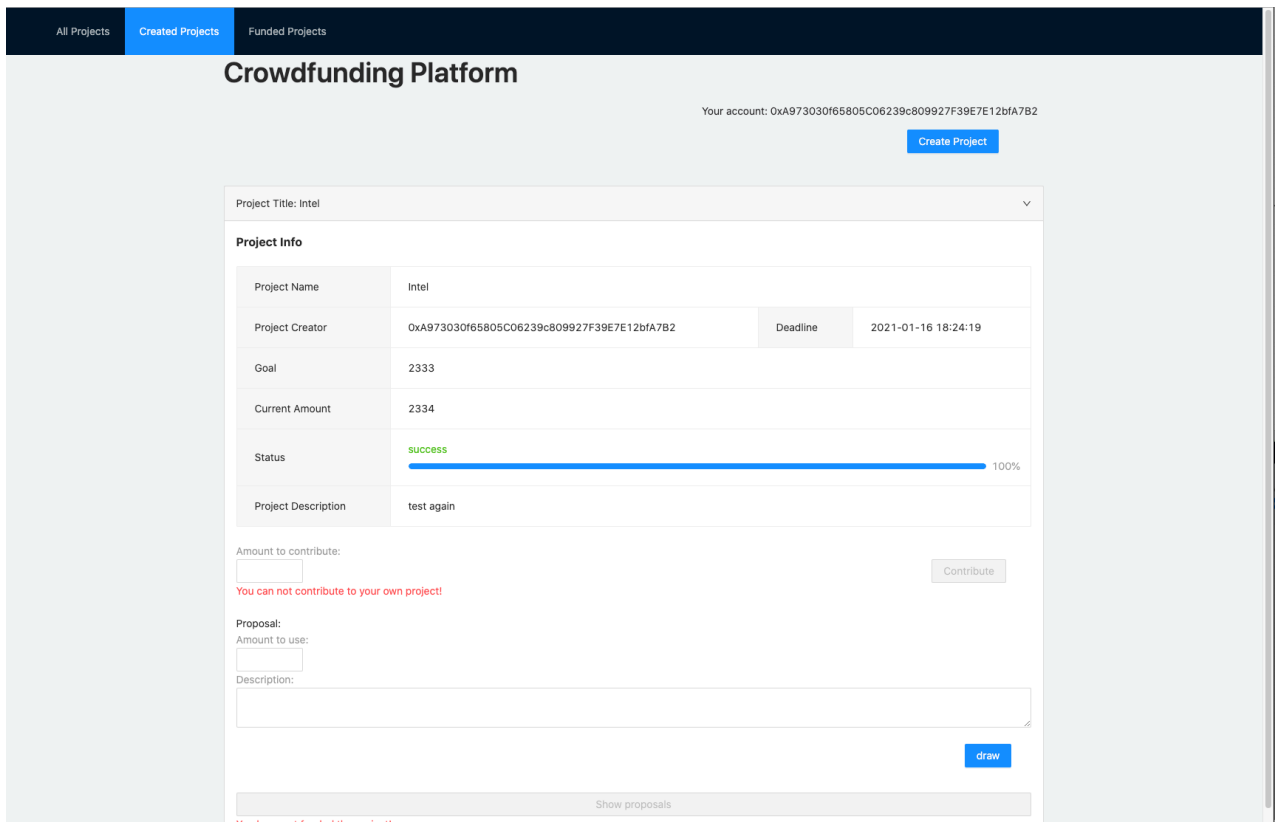 All Projects Created Projects Funded Projects
Crowdfunding Platform
Your account: 0xA973030f65805C06239c809927F39E7E12bfA7B2
Create Project
Project Title: Intel
Project Info
Project Name Intel
Project Creator 0xA973030f65805C06239c809927F39E7E12bfA7B2 Deadline 2021-01-16 18:24:19
Goal 2333
Current Amount 2334
Status success
100%
Project Description test again
Amount to contribute:
Contribute
You can not contribute to your own project!
Proposal:
Amount to use:
Description:
draw
Show proposals